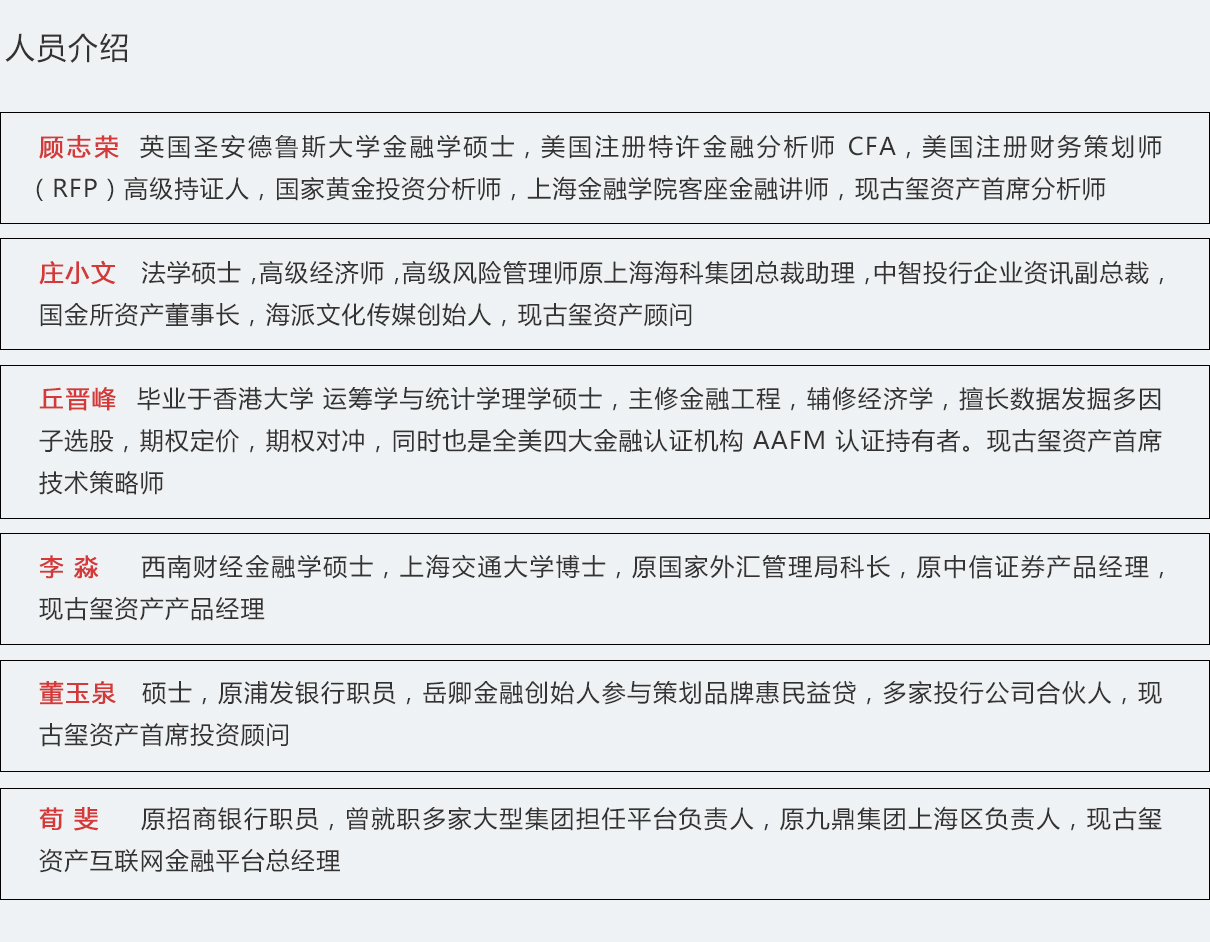 人员介绍
顾志荣 英国圣安德鲁斯大学金融学硕士，美国注册特许金融分析师 CFA，美国注册财务策划师
（RFP）高级持证人，国家黄金投资分析师，上海金融学院客座金融讲师，现古玺资产首席分析师
庄小文 法学硕士 ,高级经济师 ,高级风险管理师原上海海科集团总裁助理 ,中智投行企业资讯副总裁，
国金所资产董事长，海派文化传媒创始人，现古玺资产顾问
丘晋峰 毕业于香港大学 运筹学与统计学理学硕士，主修金融工程，辅修经济学，擅长数据发掘多因
子选股，期权定价，期权对冲，同时也是全美四大金融认证机构 AAFM 认证持有者。现古玺资产首席
技术策略师
李 淼 西南财经金融学硕士，上海交通大学博士，原国家外汇管理局科长，原中信证券产品经理，
现古玺资产产品经理
董玉泉 硕士，原浦发银行职员，岳卿金融创始人参与策划品牌惠民益贷，多家投行公司合伙人，现
古玺资产首席投资顾问
荀 斐 原招商银行职员，曾就职多家大型集团担任平台负责人，原九鼎集团上海区负责人，现古玺
资产互联网金融平台总经理